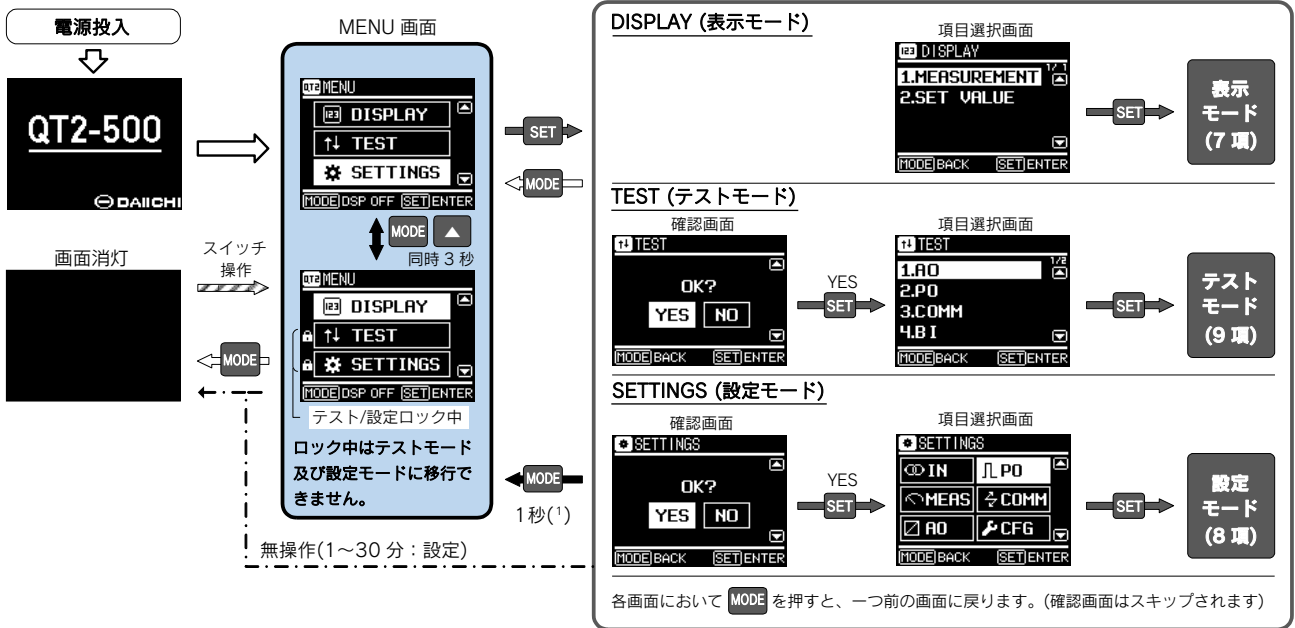 電源投入
QT2-500
DAIICHI
画面消灯
スイッチ
操作
MODE
MENU 画面
QT2 MENU
123 DISPLAY
↑↓ TEST
SETTINGS
MODE DSP OFF SET ENTER
MODE ▲
同時 3 秒
QT2 MENU
123 DISPLAY
↑↓ TEST
SETTINGS
MODE DSP OFF SET ENTER
テスト/設定ロック中
ロック中はテストモード
及び設定モードに移行で
きません。
無操作(1～30 分：設定)
SET
MODE
MODE
1 秒(1)
DISPLAY (表示モード)
項目選択画面
123 DISPLAY
1/1
1.MEASUREMENT
2.SET VALUE
MODE BACK SET ENTER
SET
表示
モード
(7 項)
TEST (テストモード)
確認画面
↑↓ TEST
OK?
YES NO
MODE BACK SET ENTER
YES
SET
項目選択画面
↑↓ TEST
1/2
1.AO
2.PO
3.COMM
4.BI
MODE BACK SET ENTER
SET
テスト
モード
(9 項)
SETTINGS (設定モード)
確認画面
SETTINGS
OK?
YES NO
MODE BACK SET ENTER
YES
SET
項目選択画面
SETTINGS
IN PO
MEAS COMM
AO CFG
MODE BACK SET ENTER
SET
設定
モード
(8 項)
各画面において MODE を押すと、一つ前の画面に戻ります。(確認画面はスキップされます)